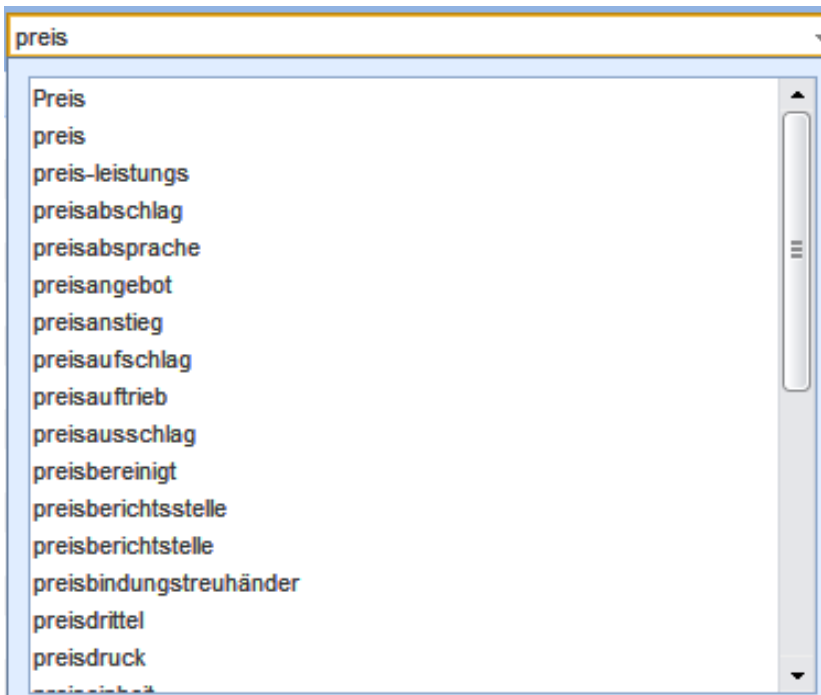 preis
Preis
preis
preis-leistungs
preisabschlag
preisabsprache
preisangebot
preisanstieg
preisaufschlag
preisauftrieb
preisausschlag
preisbereinigt
preisberichtsstelle
preisberichtstelle
preisbindungstreuhänder
preisdrittel
preisdruck